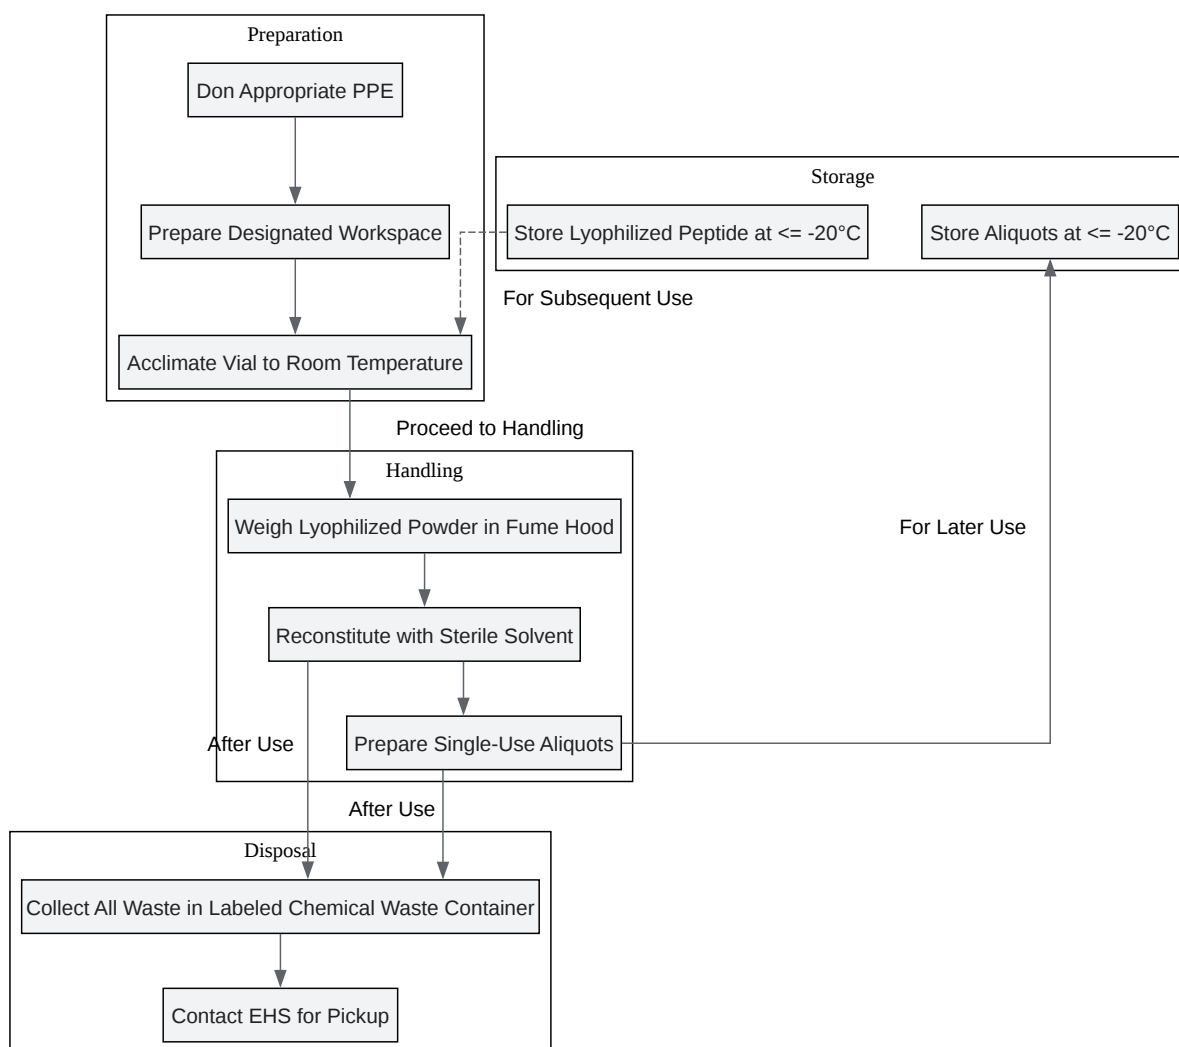 Preparation
Don Appropriate PPE
Storage
Prepare Designated Workspace
Store Lyophilized Peptide at <= -20°C
Store Aliquots at <= -20°C
For Subsequent Use
Acclimate Vial to Room Temperature
Proceed to Handling
Handling
Weigh Lyophilized Powder in Fume Hood
For Later Use
Reconstitute with Sterile Solvent
After Use
Prepare Single-Use Aliquots
After Use
Disposal
Collect All Waste in Labeled Chemical Waste Container
Contact EHS for Pickup